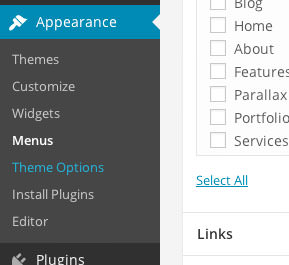 Appearance
Themes
Customize
Widgets
Menus
Theme Options
Install Plugins
Editor
Plugins
Blog
Home
About
Features
Parallax
Portfolio
Services
Select All
Links